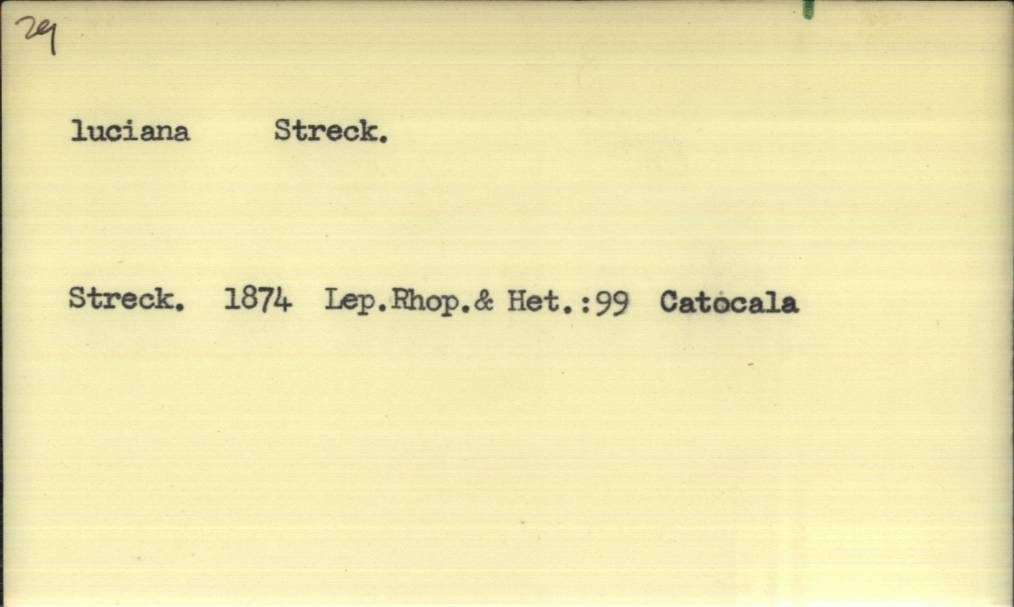 29
luciana Streck.
Streck. 1874 Lep.Rhop.& Het.:99 Catocala